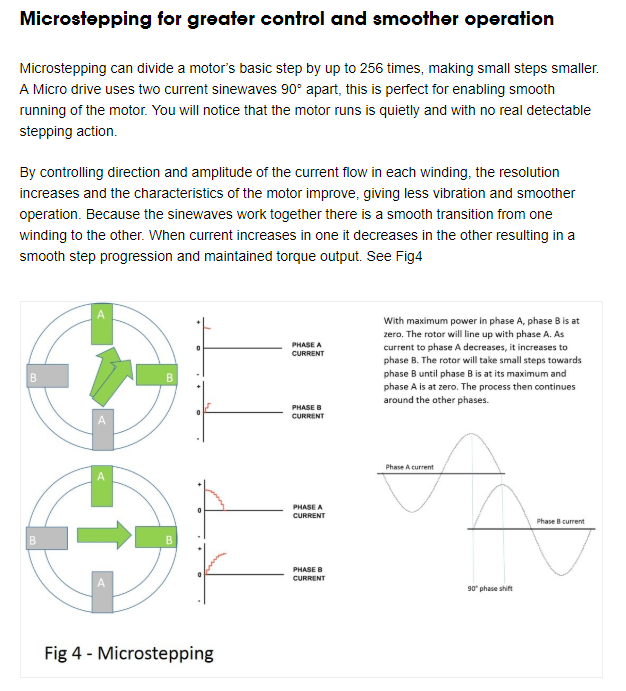 Microstepping for greater control and smoother operation
Microstepping can divide a motor's basic step by up to 256 times, making small steps smaller.
A Micro drive uses two current sinewaves 90° apart, this is perfect for enabling smooth
running of the motor. You will notice that the motor runs is quietly and with no real detectable
stepping action.
By controlling direction and amplitude of the current flow in each winding, the resolution
increases and the characteristics of the motor improve, giving less vibration and smoother
operation. Because the sinewaves work together there is a smooth transition from one
winding to the other. When current increases in one it decreases in the other resulting in a
smooth step progression and maintained torque output. See Fig4
A
B
B
A
+
0
-
PHASE A
CURRENT
+
0
-
PHASE B
CURRENT
With maximum power in phase A, phase B is at
zero. The rotor will line up with phase A. As
current to phase A decreases, it increases to
phase B. The rotor will take small steps towards
phase B until phase B is at its maximum and
phase A is at zero. The process then continues
around the other phases.
A
B
B
A
+
0
-
PHASE A
CURRENT
+
0
-
PHASE B
CURRENT
Phase A current
Phase B current
90° phase shift
Fig 4 - Microstepping